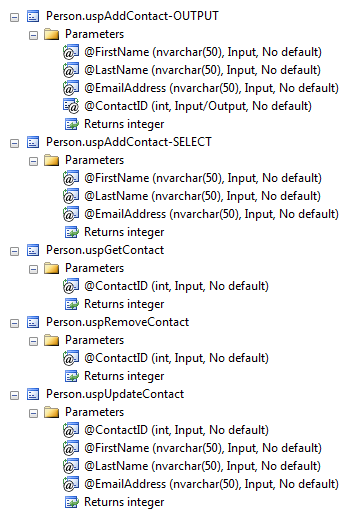 Person.uspAddContact-OUTPUT
Parameters
@FirstName (nvarchar(50), Input, No default)
@LastName (nvarchar(50), Input, No default)
@EmailAddress (nvarchar(50), Input, No default)
@ContactID (int, Input/Output, No default)
Returns integer
Person.uspAddContact-SELECT
Parameters
@FirstName (nvarchar(50), Input, No default)
@LastName (nvarchar(50), Input, No default)
@EmailAddress (nvarchar(50), Input, No default)
Returns integer
Person.uspGetContact
Parameters
@ContactID (int, Input, No default)
Returns integer
Person.uspRemoveContact
Parameters
@ContactID (int, Input, No default)
Returns integer
Person.uspUpdateContact
Parameters
@ContactID (int, Input, No default)
@FirstName (nvarchar(50), Input, No default)
@LastName (nvarchar(50), Input, No default)
@EmailAddress (nvarchar(50), Input, No default)
Returns integer